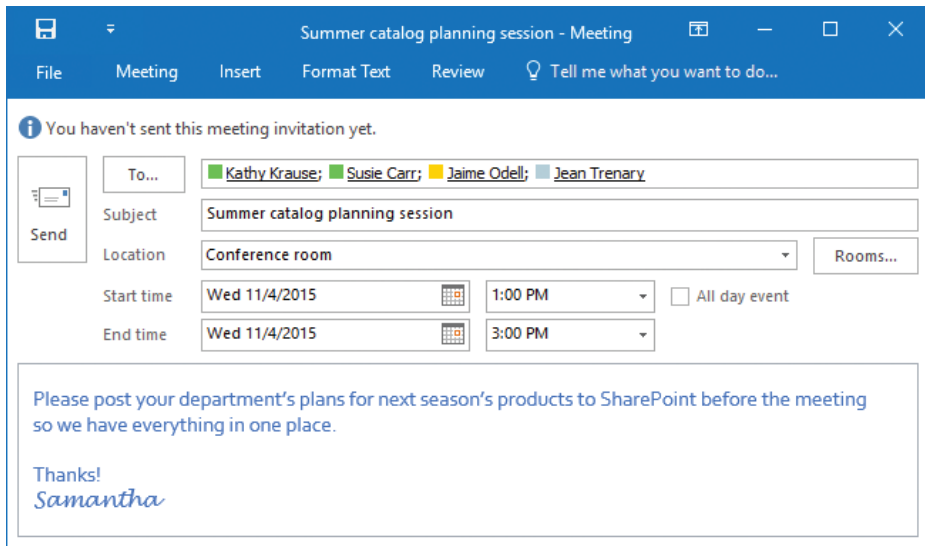 Summer catalog planning session - Meeting
File Meeting Insert Format Text Review Tell me what you want to do...
You haven't sent this meeting invitation yet.
To... Kathy Krause; Susie Carr; Jaime Odell; Jean Trenary
Send
Subject Summer catalog planning session
Location Conference room Rooms...
Start time Wed 11/4/2015 1:00 PM All day event
End time Wed 11/4/2015 3:00 PM
Please post your department’s plans for next season’s products to SharePoint before the meeting
so we have everything in one place.
Thanks!
Samantha